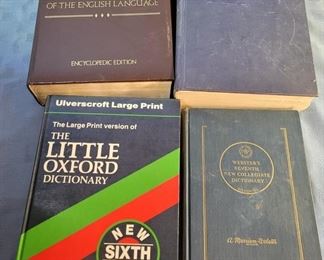 OF THE ENGLISH LANGUAGE
ENCYCLOPEDIC EDITION
Ulverscroft Large Print
The Large Print version of
THE
LITTLE
OXFORD
DICTIONARY
NEW
SIXTH
WEBSTER'S
SEVENTH
NEW COLLEGIATE
DICTIONARY
A Merriam-Webster